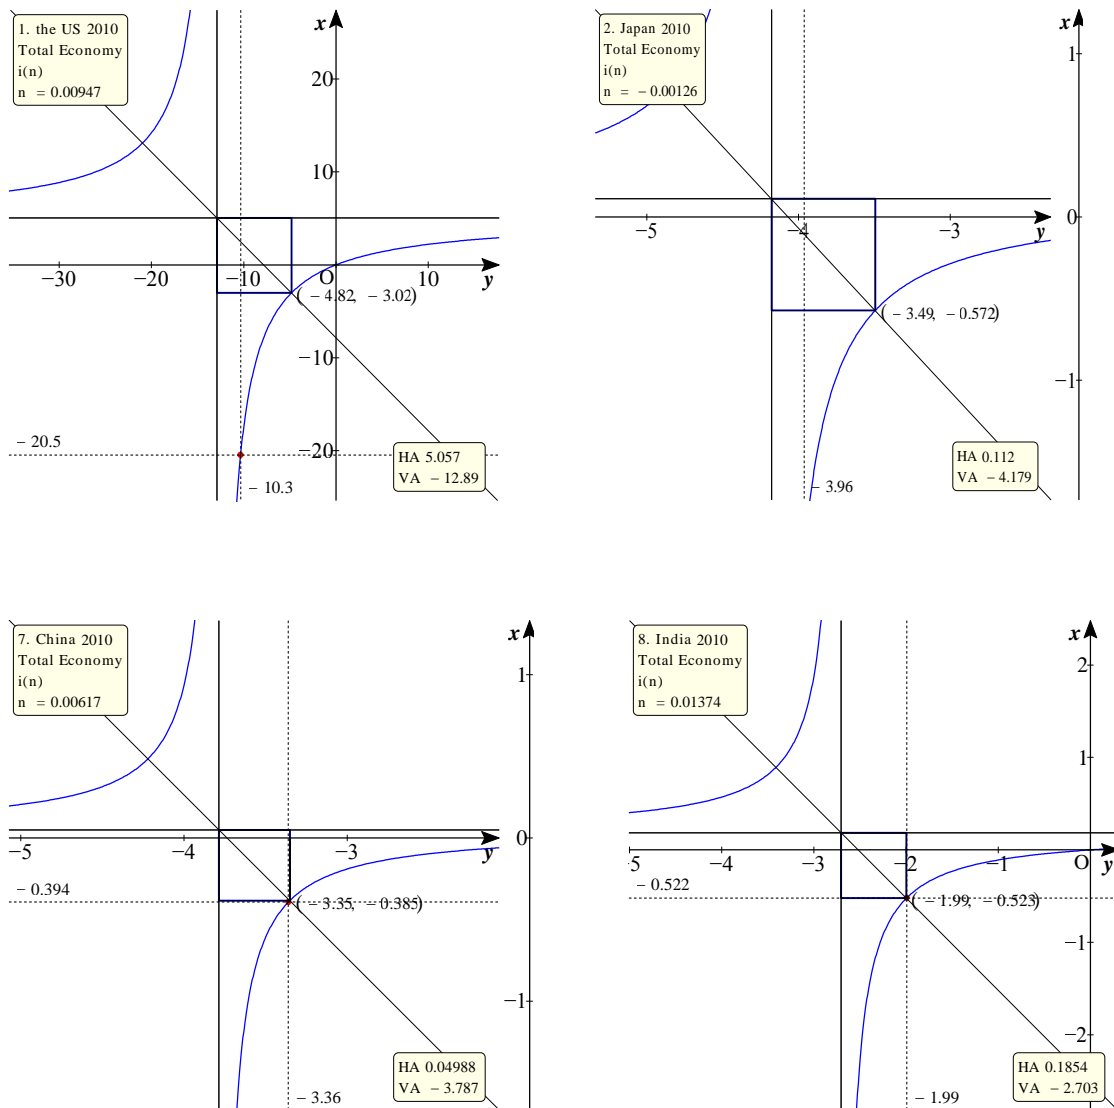 1. the US 2010
Total Economy
i(n)
n = 0.00947
x
20
10
−30 −20 −10 O 10 y
( − 4.82, − 3.02)
−10
− 20.5
−20
− 10.3
HA 5.057
VA − 12.89
2. Japan 2010
Total Economy
i(n)
n = − 0.00126
x
1
0
−5 −4 −3 y
( − 3.49, − 0.572)
−1
− 3.96
HA 0.112
VA − 4.179
7. China 2010
Total Economy
i(n)
n = 0.00617
x
1
0
−5 −4 −3 y
− 0.394
( − 3.35, − 0.385)
−1
− 3.36
HA 0.04988
VA − 3.787
8. India 2010
Total Economy
i(n)
n = 0.01374
x
2
1
-5 −4 −3 −2 −1 O y
− 0.522
( − 1.99, − 0.523)
−1
−2
− 1.99
HA 0.1854
VA − 2.703